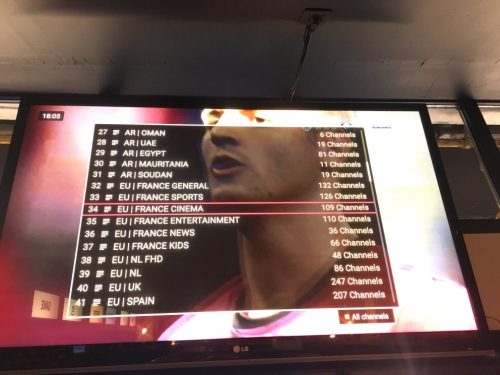 18:05
27 AR | OMAN 6 Channels
28 AR | UAE 19 Channels
29 AR | EGYPT 81 Channels
30 AR | MAURITANIA 11 Channels
31 AR | SOUDAN 19 Channels
32 EU | FRANCE GENERAL 132 Channels
33 EU | FRANCE SPORTS 126 Channels
34 EU | FRANCE CINEMA 109 Channels
35 EU | FRANCE ENTERTAINMENT 110 Channels
36 EU | FRANCE NEWS 36 Channels
37 EU | FRANCE KIDS 66 Channels
38 EU | NL FHD 48 Channels
39 EU | NL 86 Channels
40 EU | UK 247 Channels
41 EU | SPAIN 207 Channels
All channels
LG